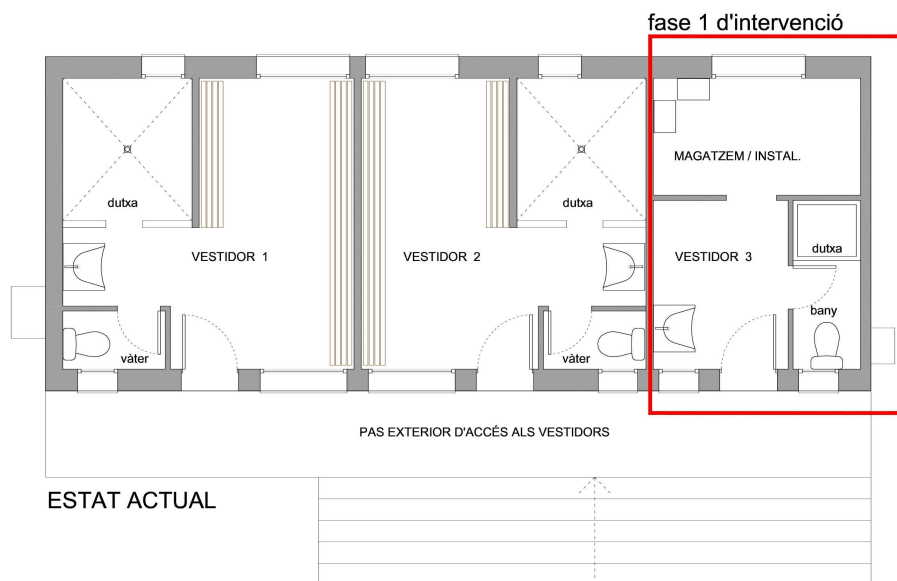 fase 1 d'intervenció
MAGATZEM / INSTAL.
dutxa
dutxa
dutxa
VESTIDOR 1
VESTIDOR 2
VESTIDOR 3
bany
vàter
vàter
PAS EXTERIOR D'ACCÉS ALS VESTIDORS
ESTAT ACTUAL